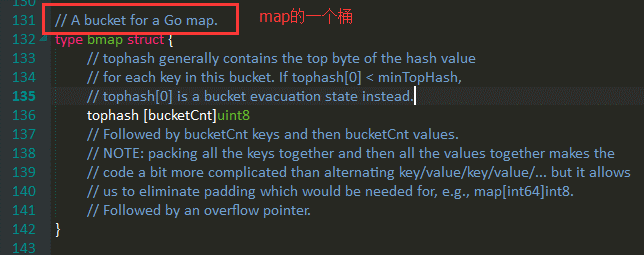 130
131 // A bucket for a Go map. map的一个桶
132 type bmap struct {
133 // tophash generally contains the top byte of the hash value
134 // for each key in this bucket. If tophash[0] < minTopHash,
135 // tophash[0] is a bucket evacuation state instead.
136 tophash [bucketCnt]uint8
137 // Followed by bucketCnt keys and then bucketCnt values.
138 // NOTE: packing all the keys together and then all the values together makes the
139 // code a bit more complicated than alternating key/value/key/value/... but it allows
140 // us to eliminate padding which would be needed for, e.g., map[int64]int8.
141 // Followed by an overflow pointer.
142 }
143